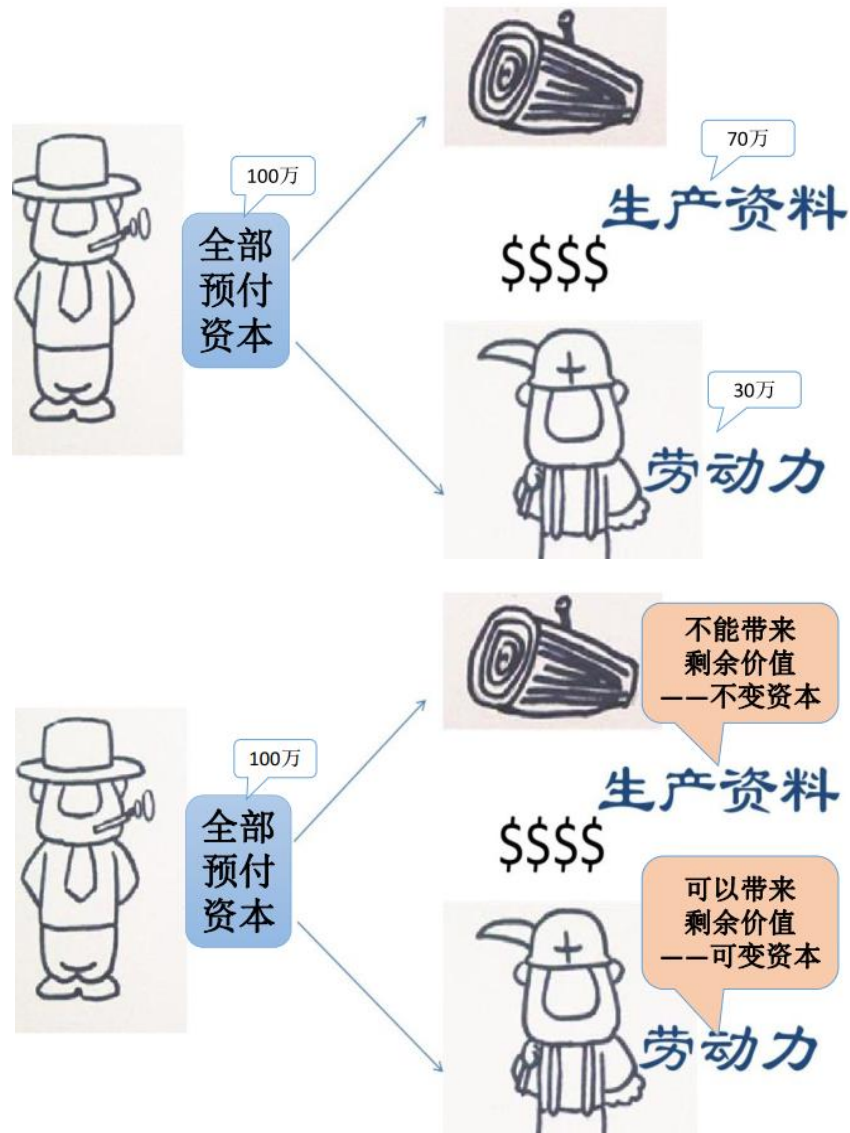 100万
全部
预付
资本
70万
生产资料
$$$$
30万
劳动力
100万
全部
预付
资本
不能带来
剩余价值
——不变资本
生产资料
$$$$
可以带来
剩余价值
——可变资本
劳动力